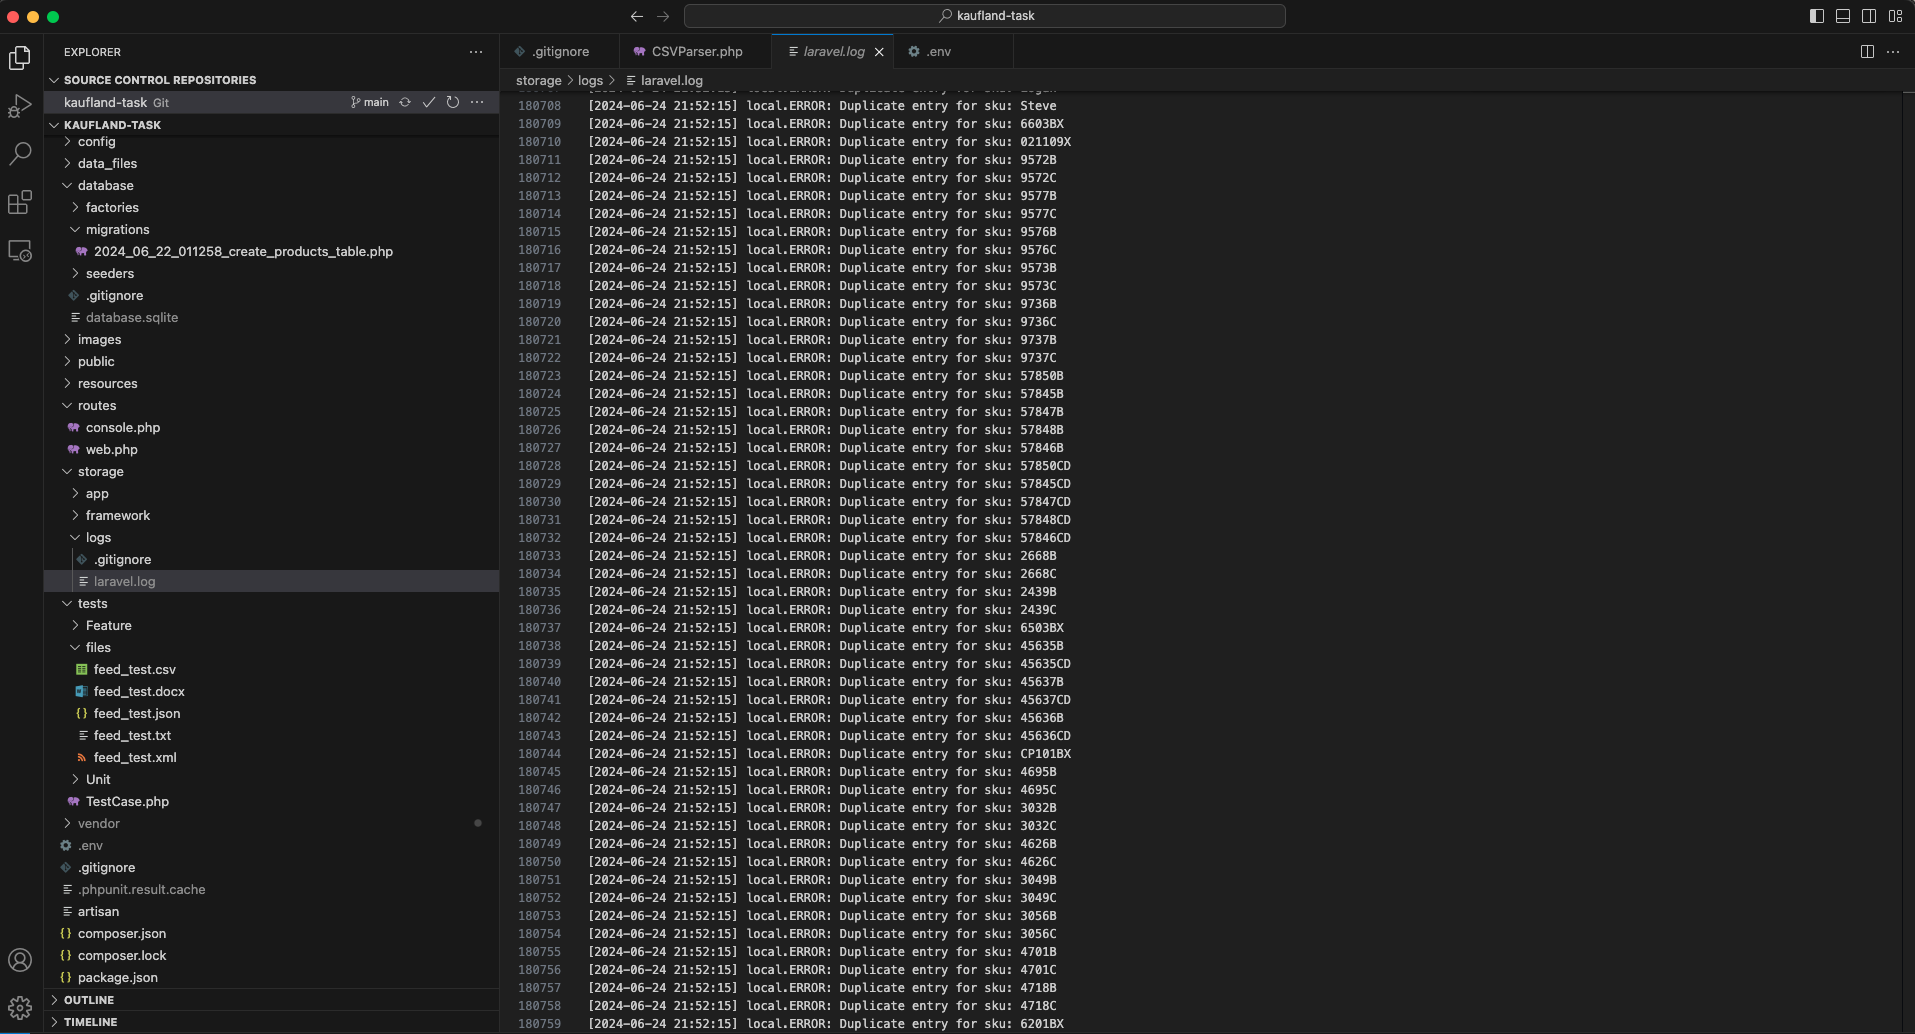 kaufland-task
EXPLORER
SOURCE CONTROL REPOSITORIES
kaufland-task Git main
KAUFLAND-TASK
config
data_files
database
factories
migrations
2024_06_22_011258_create_products_table.php
seeders
.gitignore
database.sqlite
images
public
resources
routes
console.php
web.php
storage
app
framework
logs
.gitignore
laravel.log
tests
Feature
files
feed_test.csv
feed_test.docx
feed_test.json
feed_test.txt
feed_test.xml
Unit
TestCase.php
vendor
.env
.gitignore
.phpunit.result.cache
artisan
composer.json
composer.lock
package.json
OUTLINE
TIMELINE
.gitignore CSVParser.php laravel.log .env
storage > logs > laravel.log
180708 [2024-06-24 21:52:15] local.ERROR: Duplicate entry for sku: Steve
180709 [2024-06-24 21:52:15] local.ERROR: Duplicate entry for sku: 6603BX
180710 [2024-06-24 21:52:15] local.ERROR: Duplicate entry for sku: 021109X
180711 [2024-06-24 21:52:15] local.ERROR: Duplicate entry for sku: 9572B
180712 [2024-06-24 21:52:15] local.ERROR: Duplicate entry for sku: 9572C
180713 [2024-06-24 21:52:15] local.ERROR: Duplicate entry for sku: 9577B
180714 [2024-06-24 21:52:15] local.ERROR: Duplicate entry for sku: 9577C
180715 [2024-06-24 21:52:15] local.ERROR: Duplicate entry for sku: 9576B
180716 [2024-06-24 21:52:15] local.ERROR: Duplicate entry for sku: 9576C
180717 [2024-06-24 21:52:15] local.ERROR: Duplicate entry for sku: 9573B
180718 [2024-06-24 21:52:15] local.ERROR: Duplicate entry for sku: 9573C
180719 [2024-06-24 21:52:15] local.ERROR: Duplicate entry for sku: 9736B
180720 [2024-06-24 21:52:15] local.ERROR: Duplicate entry for sku: 9736C
180721 [2024-06-24 21:52:15] local.ERROR: Duplicate entry for sku: 9737B
180722 [2024-06-24 21:52:15] local.ERROR: Duplicate entry for sku: 9737C
180723 [2024-06-24 21:52:15] local.ERROR: Duplicate entry for sku: 57850B
180724 [2024-06-24 21:52:15] local.ERROR: Duplicate entry for sku: 57845B
180725 [2024-06-24 21:52:15] local.ERROR: Duplicate entry for sku: 57847B
180726 [2024-06-24 21:52:15] local.ERROR: Duplicate entry for sku: 57848B
180727 [2024-06-24 21:52:15] local.ERROR: Duplicate entry for sku: 57846B
180728 [2024-06-24 21:52:15] local.ERROR: Duplicate entry for sku: 57850CD
180729 [2024-06-24 21:52:15] local.ERROR: Duplicate entry for sku: 57845CD
180730 [2024-06-24 21:52:15] local.ERROR: Duplicate entry for sku: 57847CD
180731 [2024-06-24 21:52:15] local.ERROR: Duplicate entry for sku: 57848CD
180732 [2024-06-24 21:52:15] local.ERROR: Duplicate entry for sku: 57846CD
180733 [2024-06-24 21:52:15] local.ERROR: Duplicate entry for sku: 2668B
180734 [2024-06-24 21:52:15] local.ERROR: Duplicate entry for sku: 2668C
180735 [2024-06-24 21:52:15] local.ERROR: Duplicate entry for sku: 2439B
180736 [2024-06-24 21:52:15] local.ERROR: Duplicate entry for sku: 2439C
180737 [2024-06-24 21:52:15] local.ERROR: Duplicate entry for sku: 6503BX
180738 [2024-06-24 21:52:15] local.ERROR: Duplicate entry for sku: 45635B
180739 [2024-06-24 21:52:15] local.ERROR: Duplicate entry for sku: 45635CD
180740 [2024-06-24 21:52:15] local.ERROR: Duplicate entry for sku: 45637B
180741 [2024-06-24 21:52:15] local.ERROR: Duplicate entry for sku: 45637CD
180742 [2024-06-24 21:52:15] local.ERROR: Duplicate entry for sku: 45636B
180743 [2024-06-24 21:52:15] local.ERROR: Duplicate entry for sku: 45636CD
180744 [2024-06-24 21:52:15] local.ERROR: Duplicate entry for sku: CP101BX
180745 [2024-06-24 21:52:15] local.ERROR: Duplicate entry for sku: 4695B
180746 [2024-06-24 21:52:15] local.ERROR: Duplicate entry for sku: 4695C
180747 [2024-06-24 21:52:15] local.ERROR: Duplicate entry for sku: 3032B
180748 [2024-06-24 21:52:15] local.ERROR: Duplicate entry for sku: 3032C
180749 [2024-06-24 21:52:15] local.ERROR: Duplicate entry for sku: 4626B
180750 [2024-06-24 21:52:15] local.ERROR: Duplicate entry for sku: 4626C
180751 [2024-06-24 21:52:15] local.ERROR: Duplicate entry for sku: 3049B
180752 [2024-06-24 21:52:15] local.ERROR: Duplicate entry for sku: 3049C
180753 [2024-06-24 21:52:15] local.ERROR: Duplicate entry for sku: 3056B
180754 [2024-06-24 21:52:15] local.ERROR: Duplicate entry for sku: 3056C
180755 [2024-06-24 21:52:15] local.ERROR: Duplicate entry for sku: 4701B
180756 [2024-06-24 21:52:15] local.ERROR: Duplicate entry for sku: 4701C
180757 [2024-06-24 21:52:15] local.ERROR: Duplicate entry for sku: 4718B
180758 [2024-06-24 21:52:15] local.ERROR: Duplicate entry for sku: 4718C
180759 [2024-06-24 21:52:15] local.ERROR: Duplicate entry for sku: 6201BX